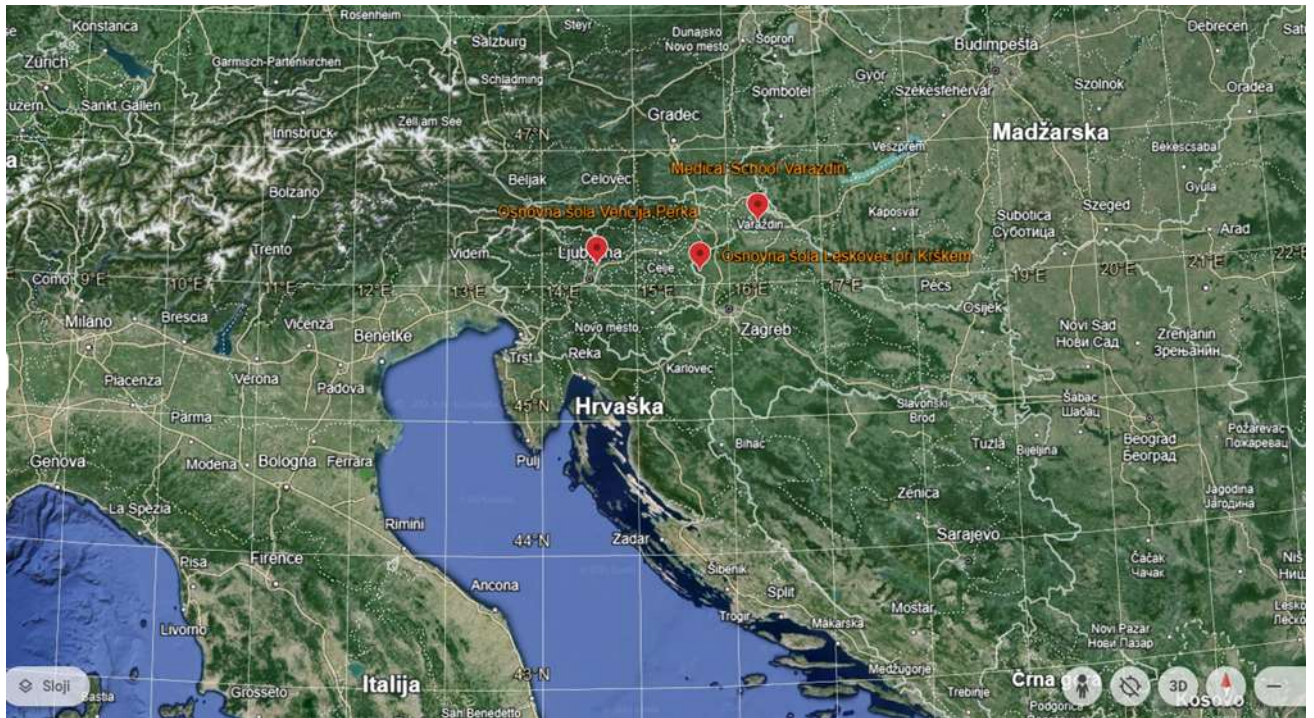 Konstanca
Rosenheim
Steyr
Dunajsko
Novo mesto
Sopron
Budimpešta
Debrecen
Zürich
Garmisch-Partenkirchen
Salzburg
Schladming
Győr
Székesfehérvár
Szolnok
Oradea
Sankt Gallen
Zell am See
Sombotel
Innsbruck
Gradec
47°N
Madžarska
Veszprém
Békéscsaba
Medical School Varazdin
Beljak
Celovec
Bolzano
Gyula
Osnovna šola Vencija Perka
Varaždin
Kaposvár
Szeged
Subotica
Суботица
Arad
Trento
Videm
Ljubljana
Celje
Osnovna šola Leskovec pri Krškem
Como
9°E
10°E
11°E
12°E
13°E
14°E
15°E
16°E
17°E
19°E
20°E
21°E
22°E
Pécs
Osijek
Milano
Brescia
Vicenza
Benetke
Novo mesto
Zagreb
Novi Sad
Нови Сад
Zrenjanin
Зрењанин
Verona
Padova
Trst
Reka
Karlovec
Piacenza
Parma
45°N
Hrvaška
Slavonski
Brod
Šabac
Шабац
Požarevac
Пожаревац
Genova
Modena
Bologna
Ferrara
Pulj
Bihać
Tuzla
Bijeljina
Beograd
Београд
La Spezia
Rimini
Zenica
Jagodina
Јагодина
Pisa
Firence
44°N
Zadar
Sarajevo
Čačak
Чачак
Niš
Ancona
Šibenik
Split
Trogir
Makarska
Mostar
Livorno
Novi Pazar
Нови Пазар
43°N
Medžugorje
Sloji
Bastia
Grosseto
Italija
San Benedetto
Trebinje
Črna gora
Podgorica
3D
Kosovo